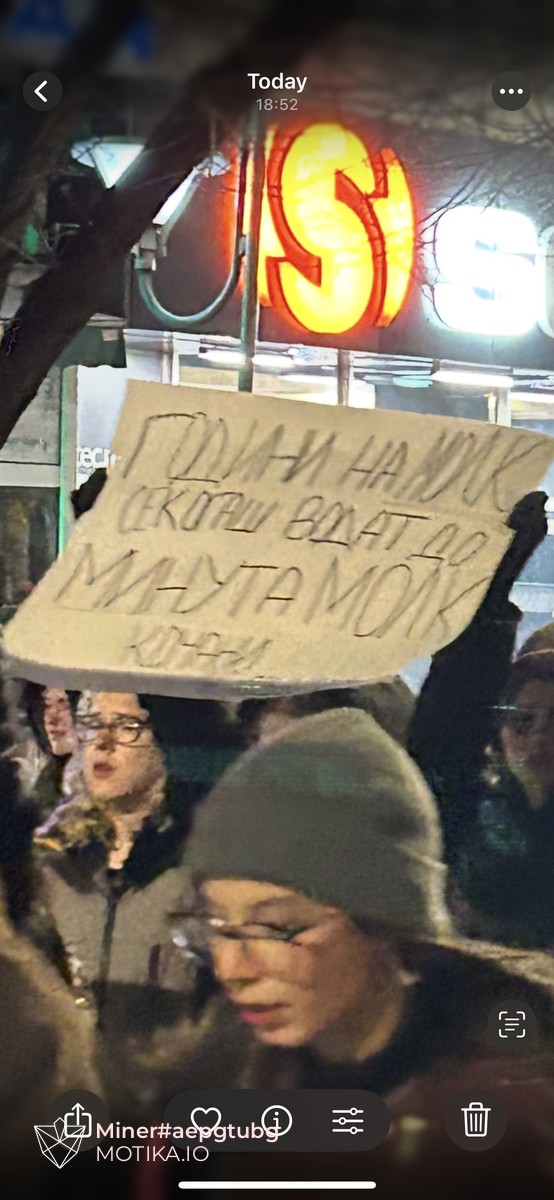 Today
18:52
S
ГОДИНИ НА МОЛК
СЕКОГАШ ВОДАТ ДО
МИНУТА МОЛК
КОЧАНИ
Miner#aepgtubg
MOTIKA.IO